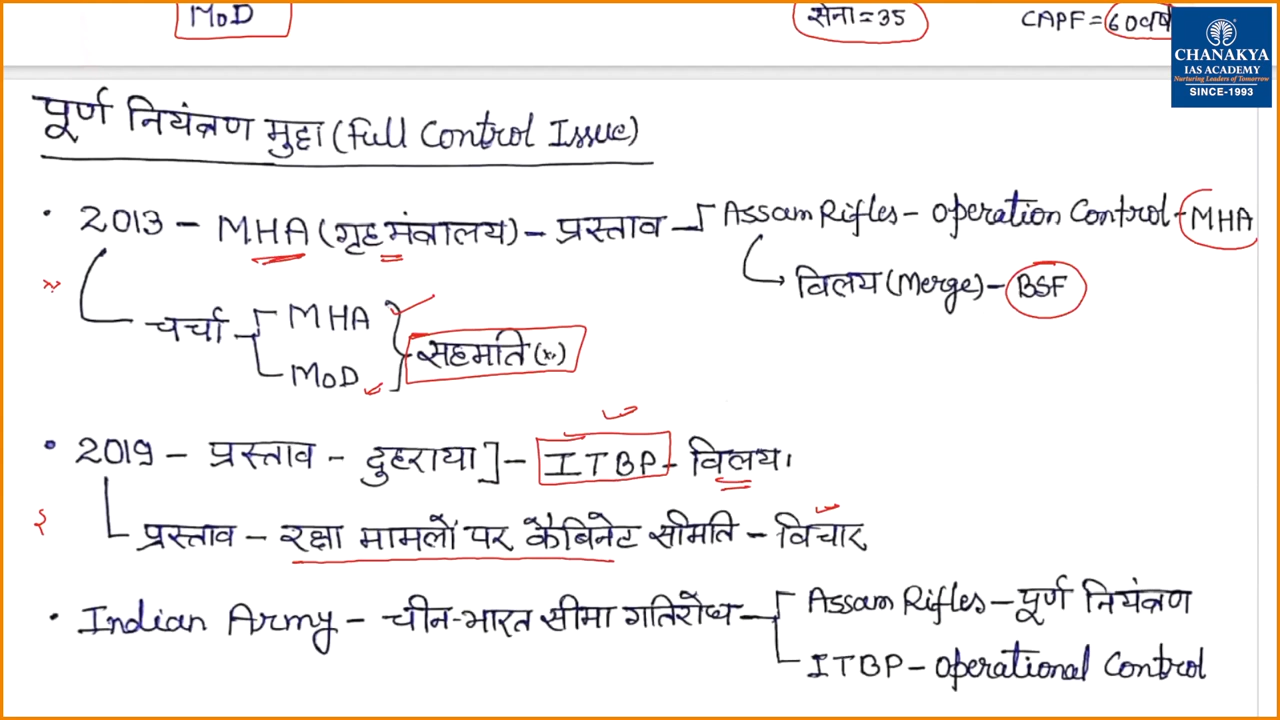 MoD
सेना=35
CAPF=60वर्ष
CHANAKYA
IAS ACADEMY
Nurturing Leaders of Tomorrow
SINCE-1993
पूर्ण नियंत्रण मुद्दा (Full Control Issue)
• 2013 – MHA (गृह मंत्रालय) – प्रस्ताव – Assam Rifles – Operation Control – MHA
विलय (Merge) – BSF
चर्चा – MHA
MoD
सहमति (x)
• 2019 – प्रस्ताव – दुहराया ] – ITBP – विलय।
प्रस्ताव – रक्षा मामलों पर कैबिनेट समिति – विचार
• Indian Army – चीन-भारत सीमा गतिरोध – Assam Rifles – पूर्ण नियंत्रण
ITBP – Operational Control